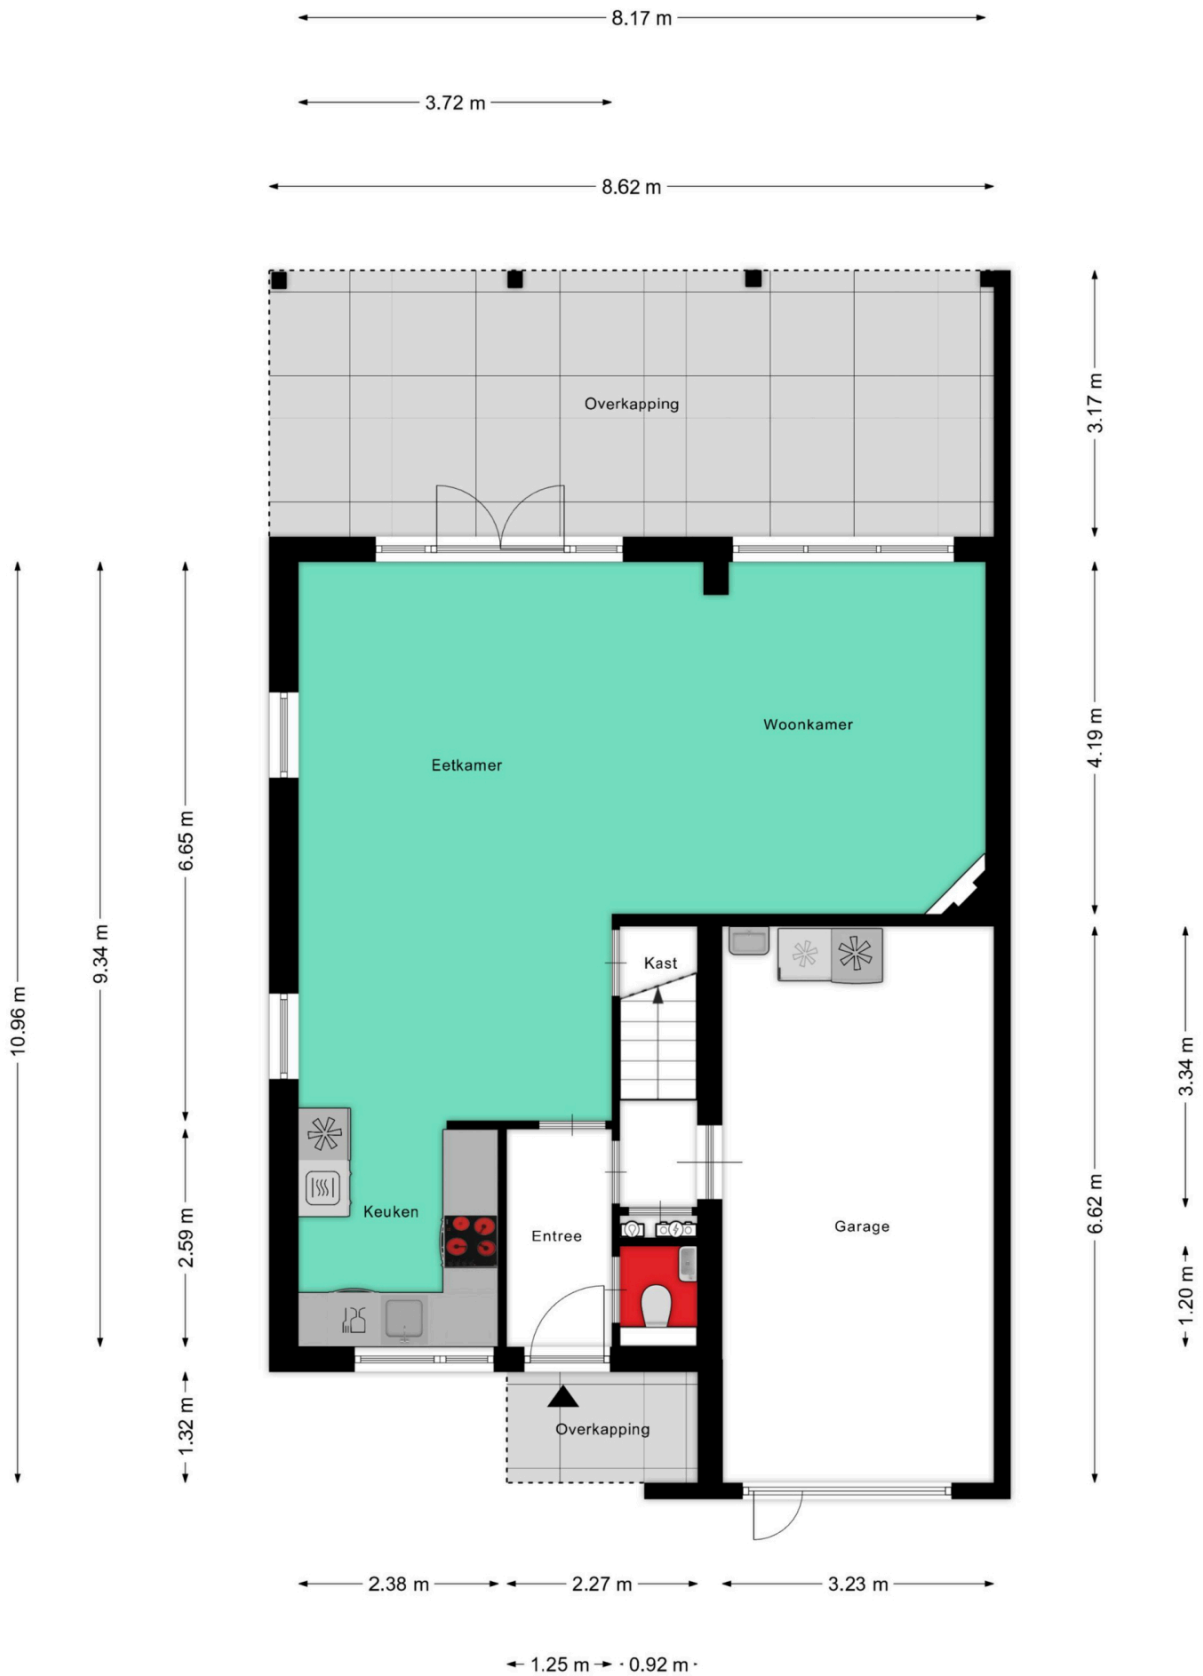 8.17 m
3.72 m
8.62 m
Overkapping
3.17 m
Woonkamer
Eetkamer
4.19 m
6.65 m
9.34 m
10.96 m
Kast
3.34 m
Keuken
Entree
Garage
2.59 m
6.62 m
1.20 m
Overkapping
1.32 m
2.38 m
2.27 m
3.23 m
1.25 m
0.92 m